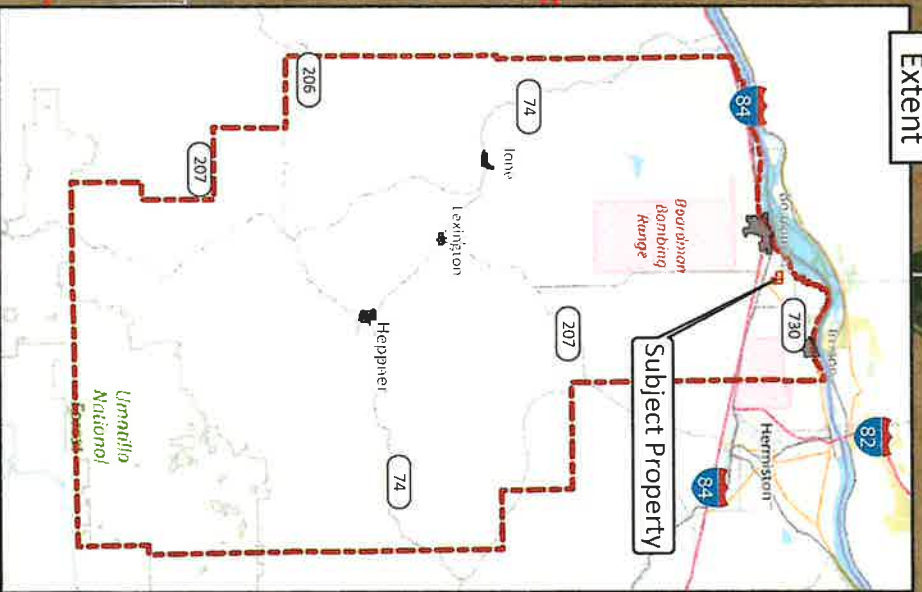 Extent
84
Boardman
Irrigon
82
730
Hermiston
84
Subject Property
Boardman
Bombing
Range
74
Ione
207
Lexington
Heppner
74
206
207
Umatilla
National